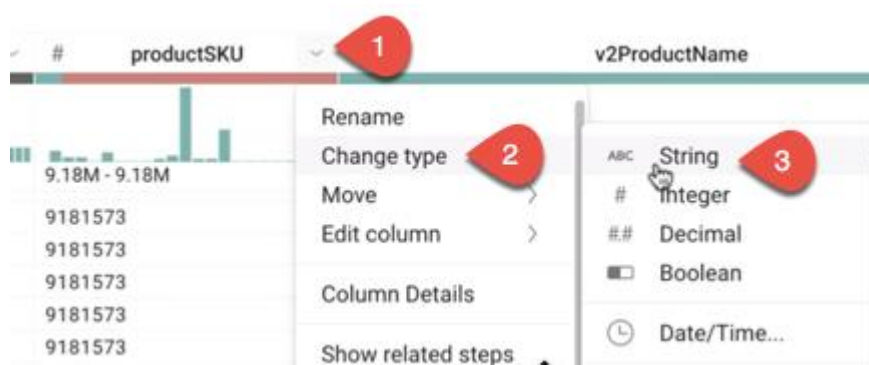 # productSKU 1 v2ProductName
9.18M - 9.18M
9181573
9181573
9181573
9181573
9181573
Rename
Change type 2
Move
Edit column
Column Details
Show related steps
ABC String 3
# Integer
#.# Decimal
Boolean
Date/Time...